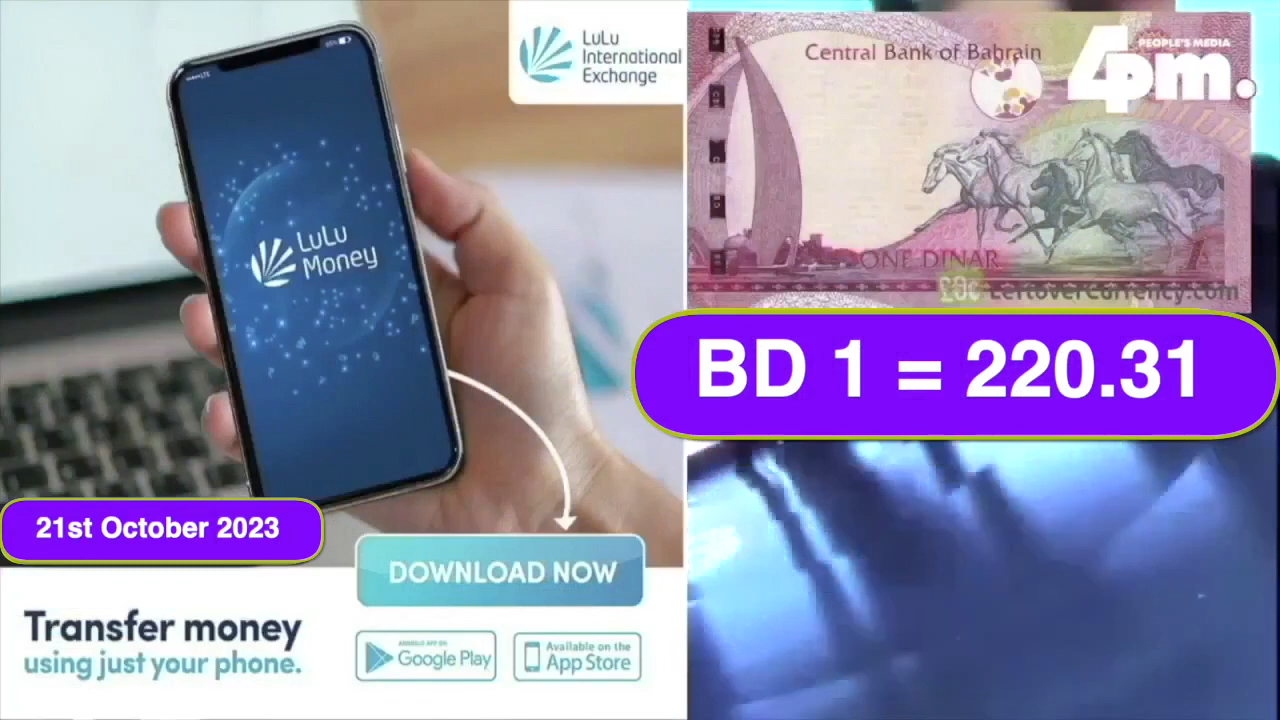 LuLu
International
Exchange
LuLu
Money
21st October 2023
DOWNLOAD NOW
Transfer money
using just your phone.
Google Play
Available on the
App Store
Central Bank of Bahrain
PEOPLE'S MEDIA
4pm.
ONE DINAR
Leftovercurrency.com
BD 1 = 220.31